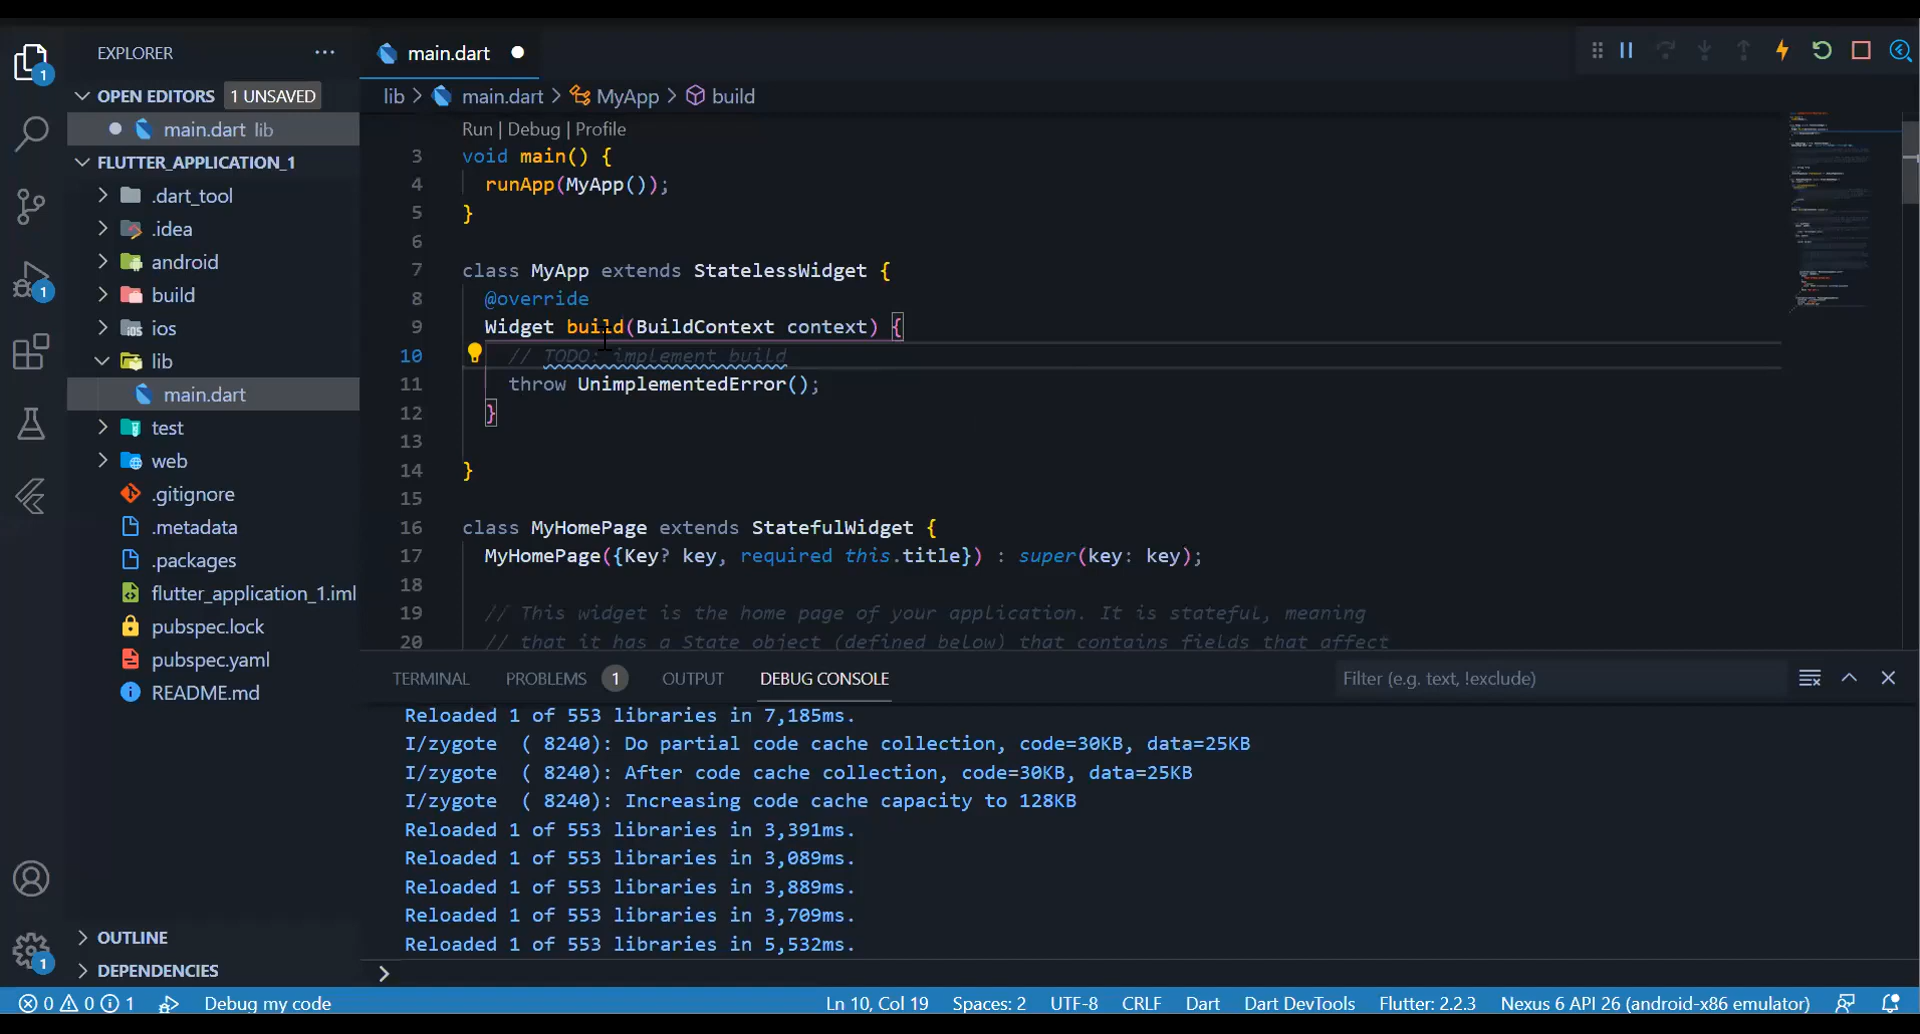 EXPLORER
OPEN EDITORS 1 UNSAVED
main.dart lib
FLUTTER_APPLICATION_1
.dart_tool
.idea
android
build
ios
lib
main.dart
test
web
.gitignore
.metadata
.packages
flutter_application_1.iml
pubspec.lock
pubspec.yaml
README.md
OUTLINE
DEPENDENCIES
1
1
1
main.dart
lib > main.dart > MyApp > build
Run | Debug | Profile
3 void main() {
4 runApp(MyApp());
5 }
6
7 class MyApp extends StatelessWidget {
8 @override
9 Widget build(BuildContext context) {
10 // TODO: implement build
11 throw UnimplementedError();
12 }
13
14 }
15
16 class MyHomePage extends StatefulWidget {
17 MyHomePage({Key? key, required this.title}) : super(key: key);
18
19 // This widget is the home page of your application. It is stateful, meaning
20 // that it has a State object (defined below) that contains fields that affect
TERMINAL PROBLEMS 1 OUTPUT DEBUG CONSOLE Filter (e.g. text, !exclude)
Reloaded 1 of 553 libraries in 7,185ms.
I/zygote ( 8240): Do partial code cache collection, code=30KB, data=25KB
I/zygote ( 8240): After code cache collection, code=30KB, data=25KB
I/zygote ( 8240): Increasing code cache capacity to 128KB
Reloaded 1 of 553 libraries in 3,391ms.
Reloaded 1 of 553 libraries in 3,089ms.
Reloaded 1 of 553 libraries in 3,889ms.
Reloaded 1 of 553 libraries in 3,709ms.
Reloaded 1 of 553 libraries in 5,532ms.
>
0 0 1 Debug my code Ln 10, Col 19 Spaces: 2 UTF-8 CRLF Dart Dart DevTools Flutter: 2.2.3 Nexus 6 API 26 (android-x86 emulator)